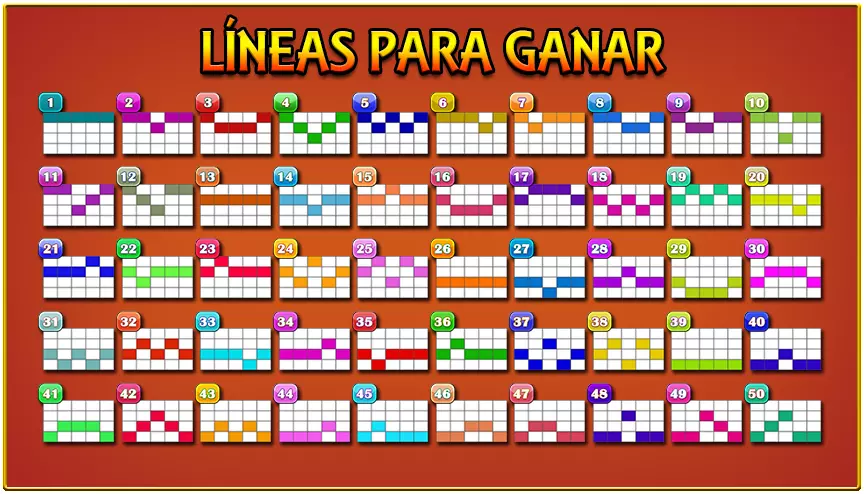 LÍNEAS PARA GANAR
1 2 3 4 5 6 7 8 9 10
11 12 13 14 15 16 17 18 19 20
21 22 23 24 25 26 27 28 29 30
31 32 33 34 35 36 37 38 39 40
41 42 43 44 45 46 47 48 49 50